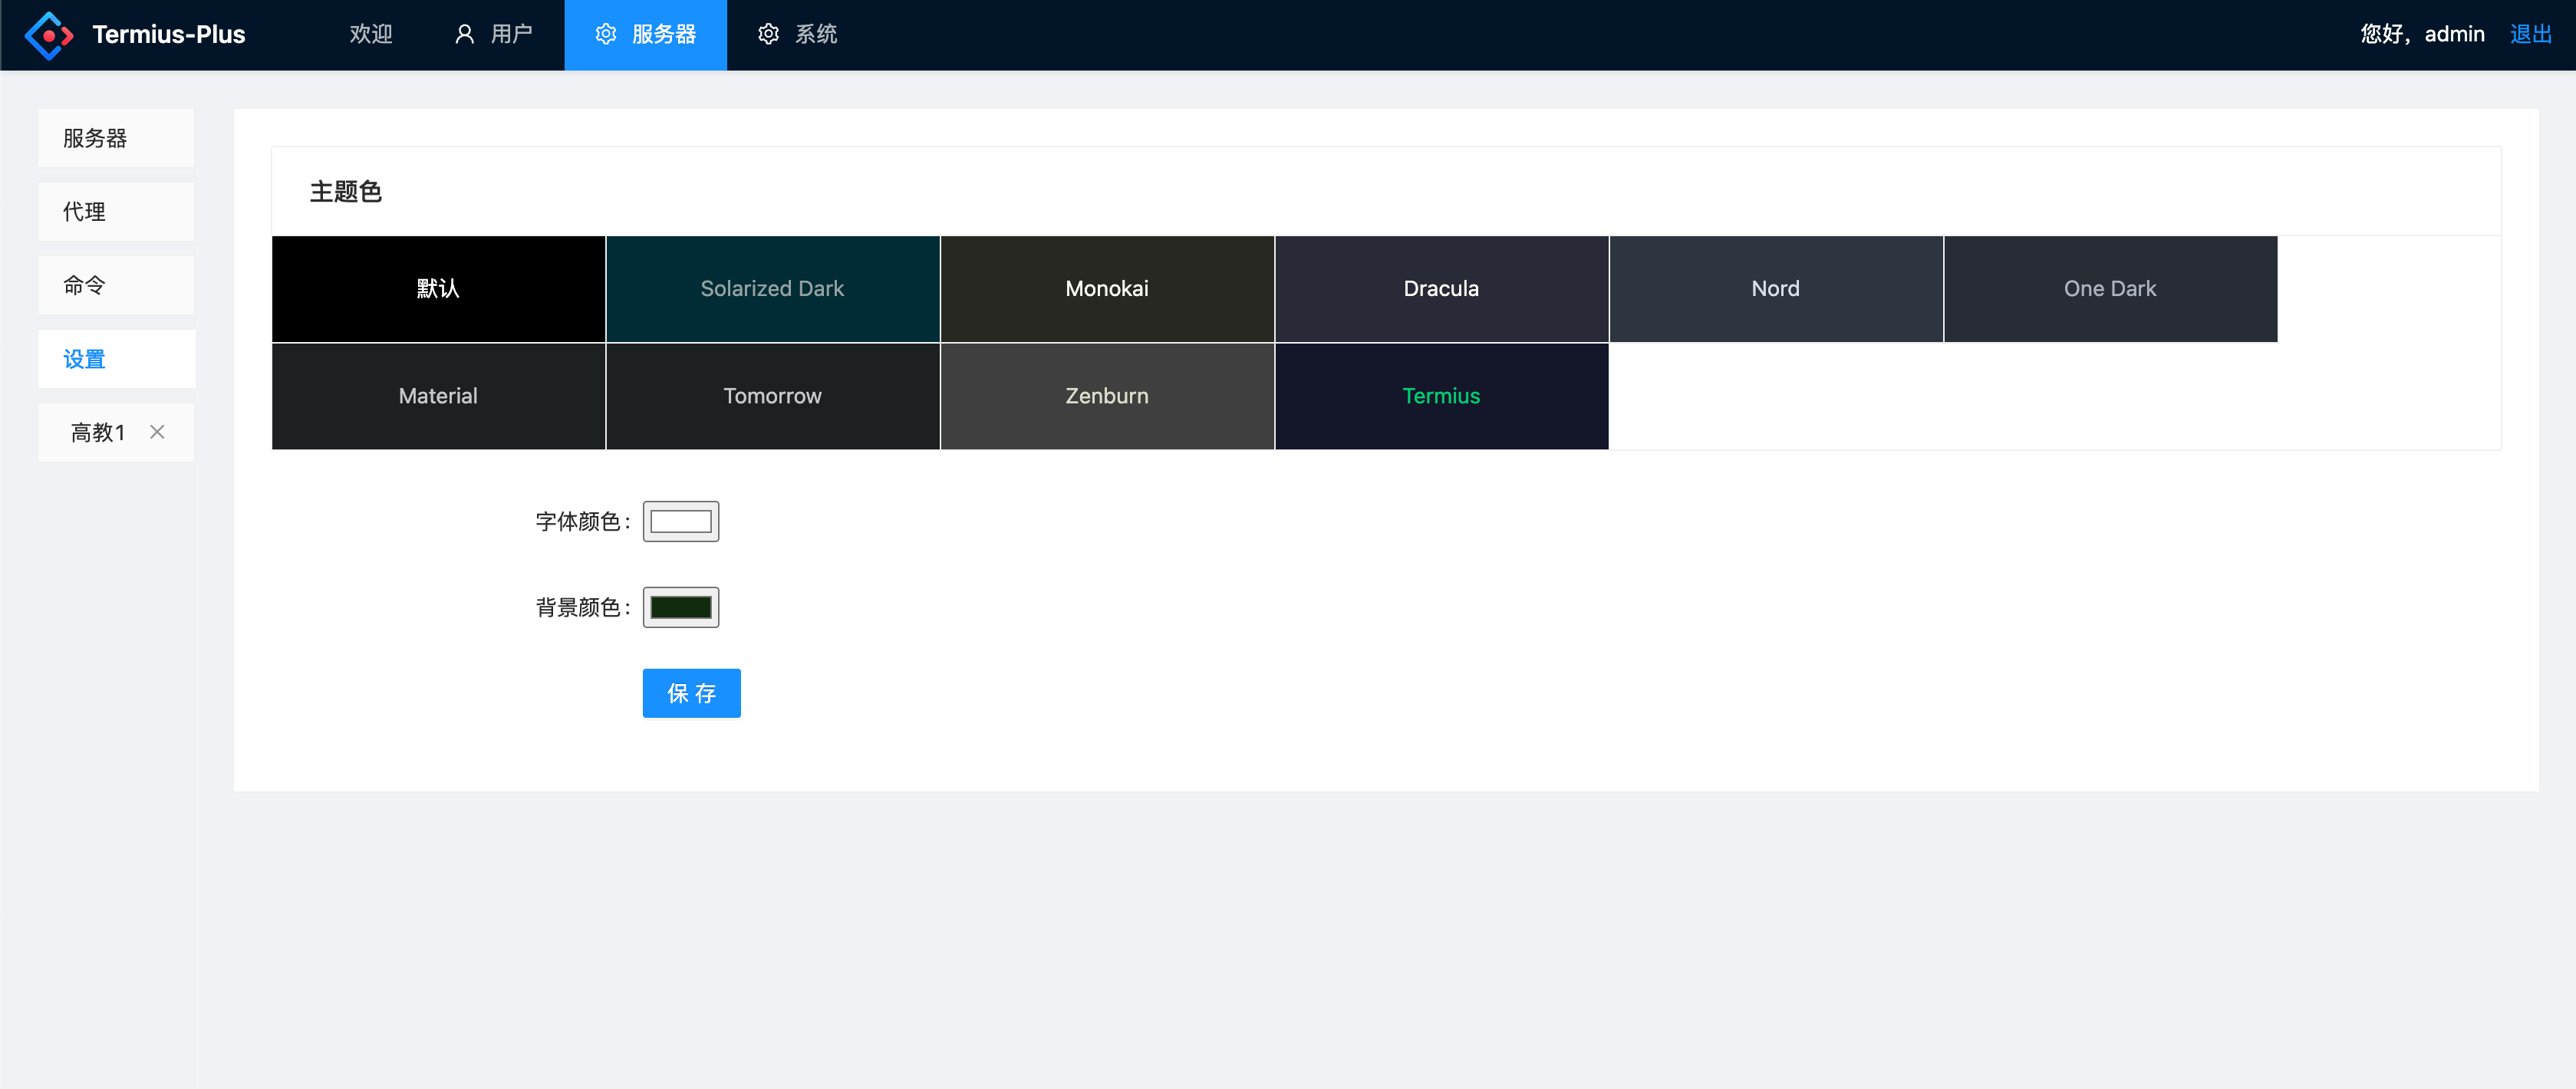 Termius-Plus 欢迎 用户 服务器 系统 您好，admin 退出
服务器
代理
命令
设置
高教1
主题色
默认 Solarized Dark Monokai Dracula Nord One Dark
Material Tomorrow Zenburn Termius
字体颜色：
背景颜色：
保 存